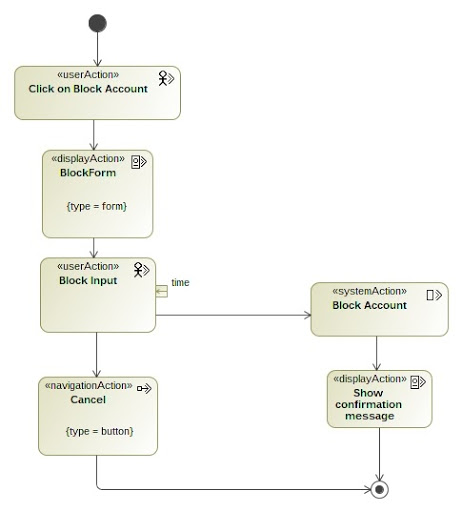 «userAction»
Click on Block Account
«displayAction»
BlockForm
{type = form}
«userAction»
Block Input
time
«systemAction»
Block Account
«navigationAction»
Cancel
{type = button}
«displayAction»
Show
confirmation
message